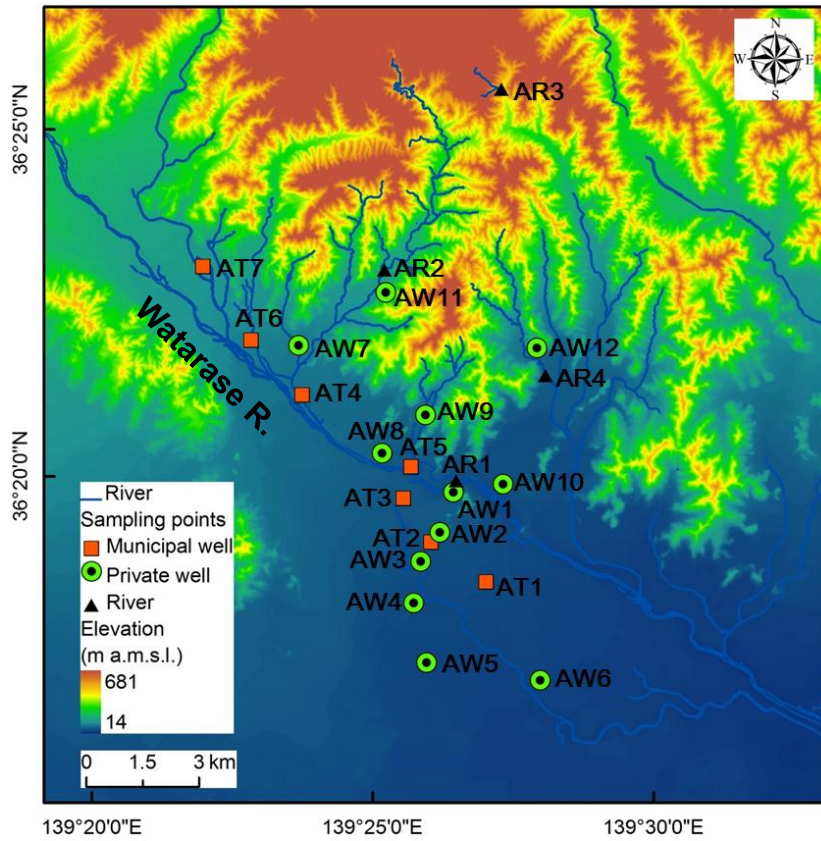 N
W E
S
36°25'0"N
AR3
AT7
AR2
AW11
AT6
AW7
AW12
Watarase R.
AT4
AR4
AW9
AW8
AT5
36°20'0"N
AR1
AW10
AT3
AW1
AW2
AT2
AW3
AT1
AW4
AW5
AW6
River
Sampling points
Municipal well
Private well
River
Elevation
(m a.m.s.l.)
681
14
0 1.5 3 km
139°20'0"E 139°25'0"E 139°30'0"E